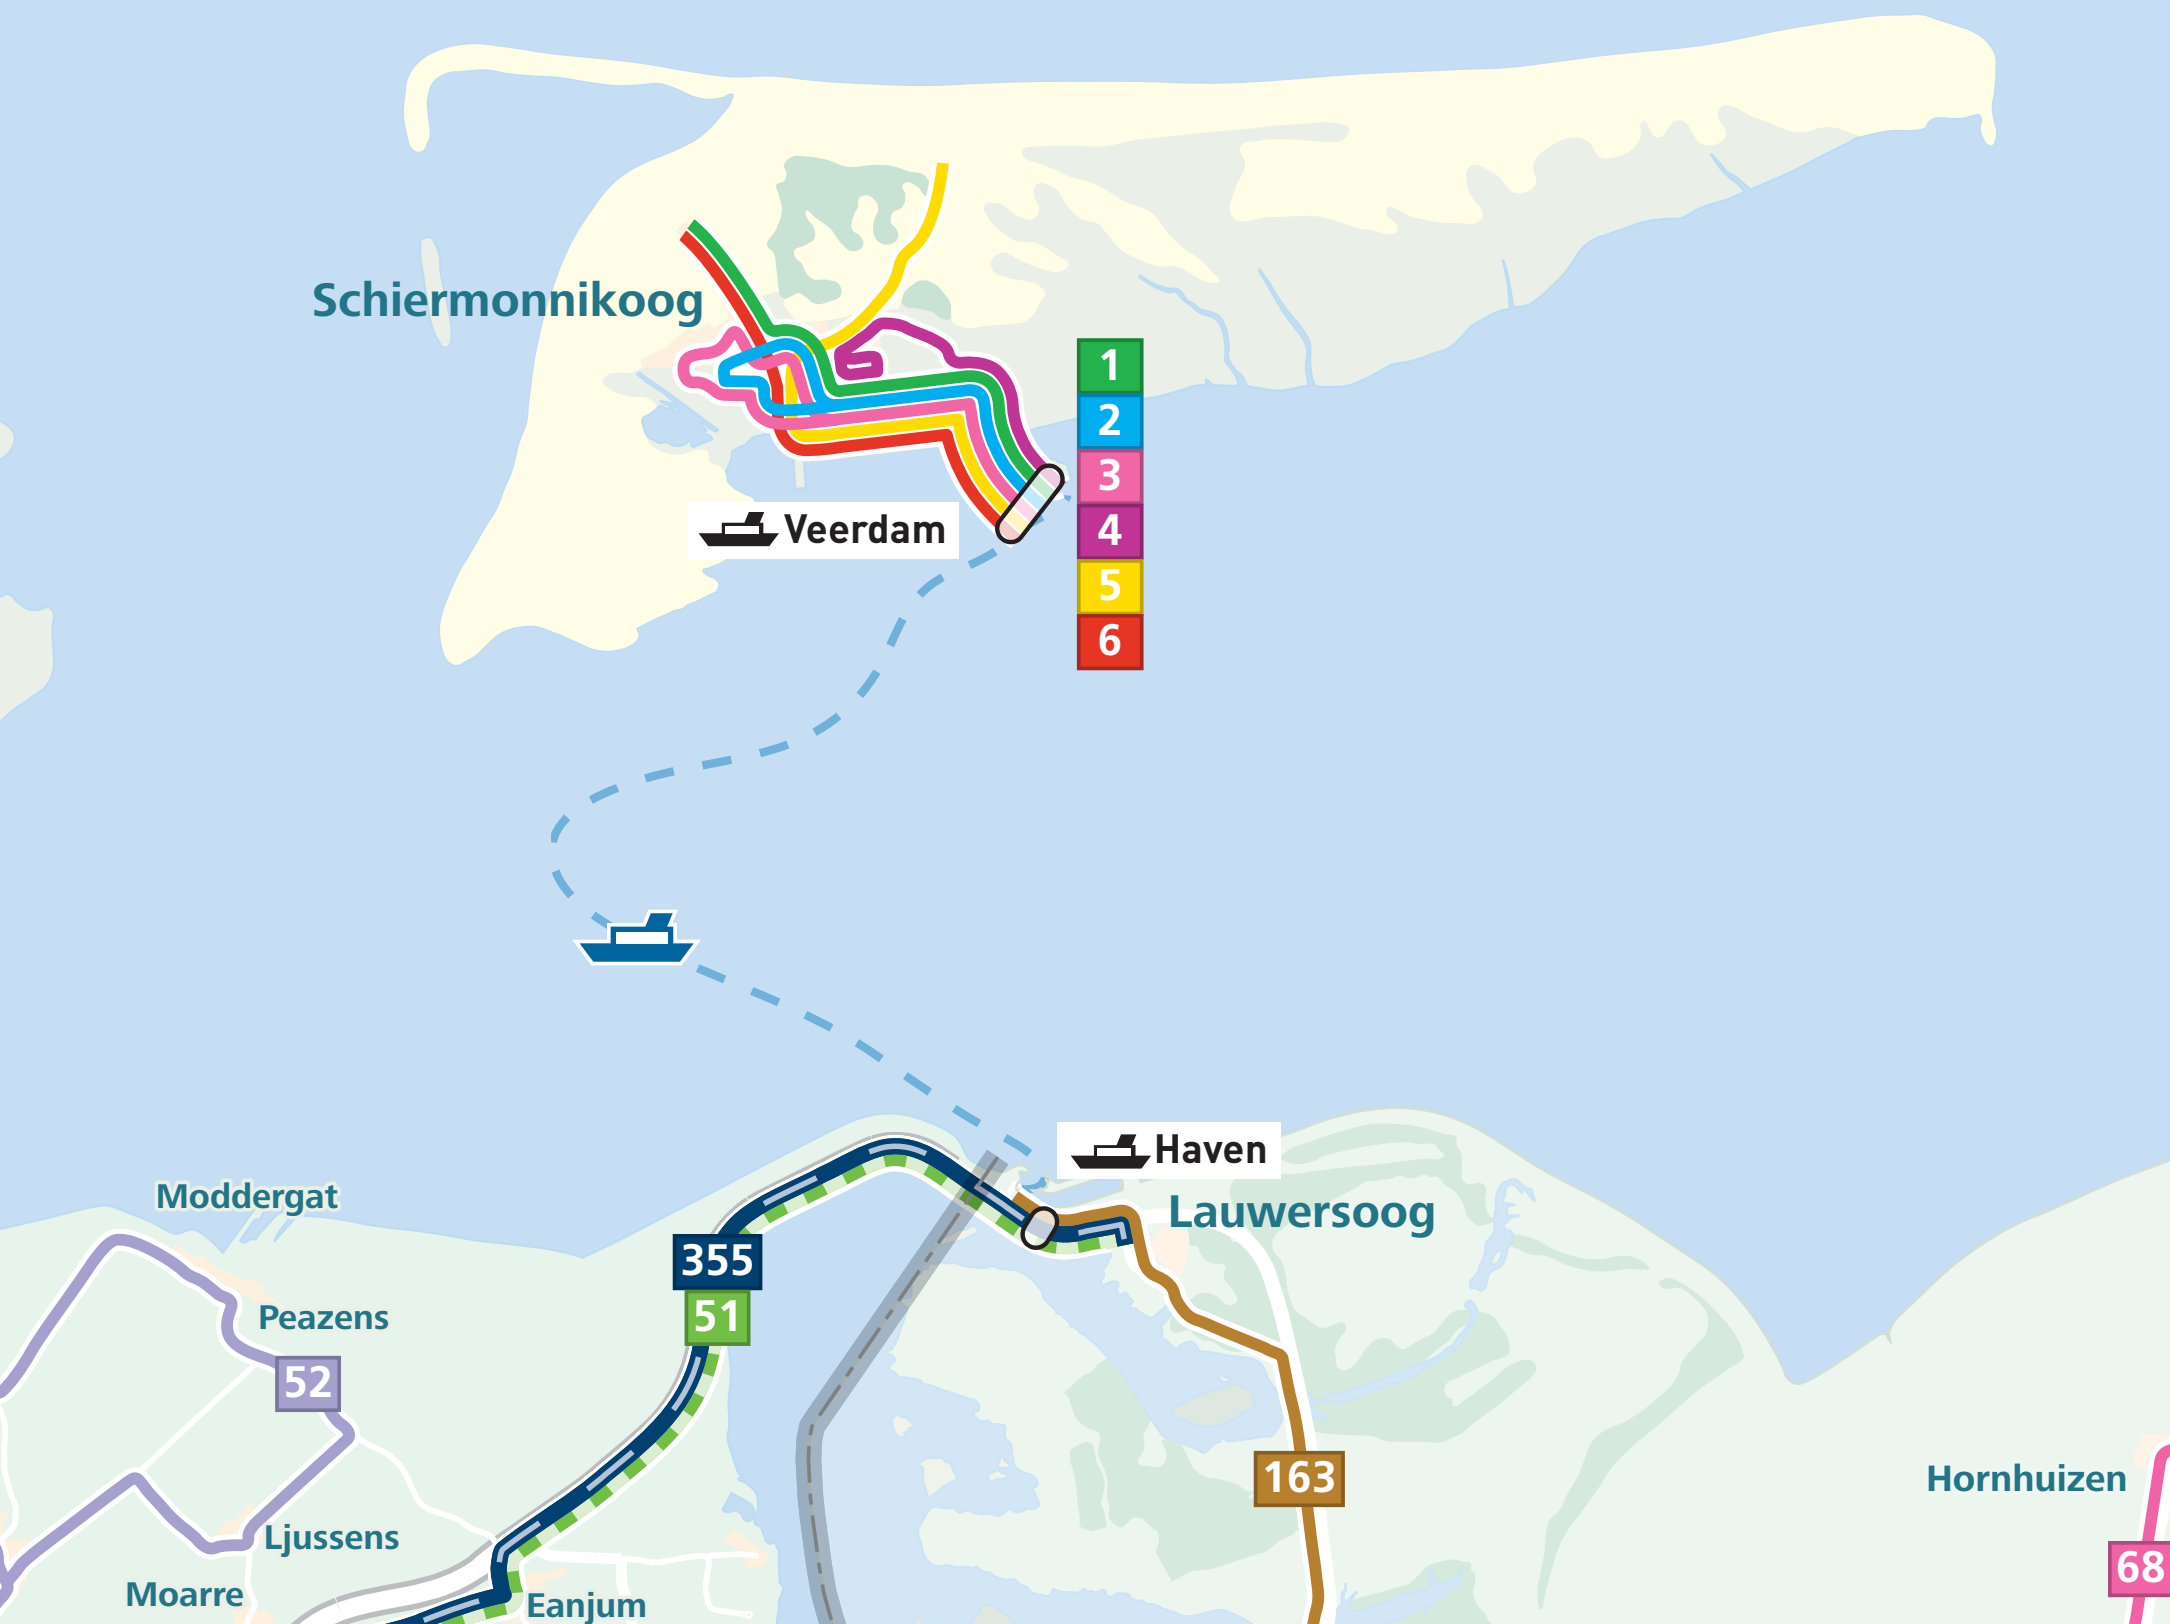 Schiermonnikoog
1
2
3
4
5
6
Veerdam
Haven
Lauwersoog
Moddergat
355
51
Peazens
52
163
Hornhuizen
Ljussens
68
Moarre
Eanjum